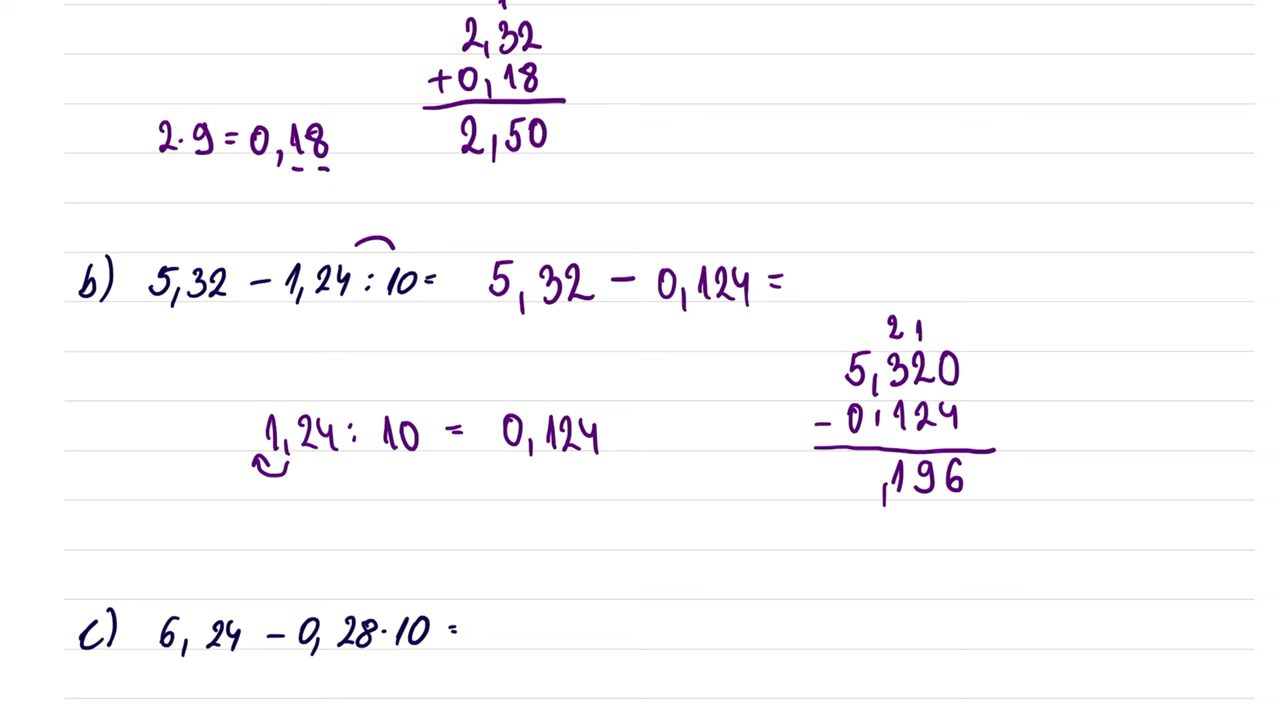 2,32
+0,18
2·9=0,18
2,50
b) 5,32 - 1,24 : 10 = 5,32 - 0,124 =
2 1
5,320
- 0,124
,196
1,24 : 10 = 0,124
c) 6,24 - 0,28·10 =